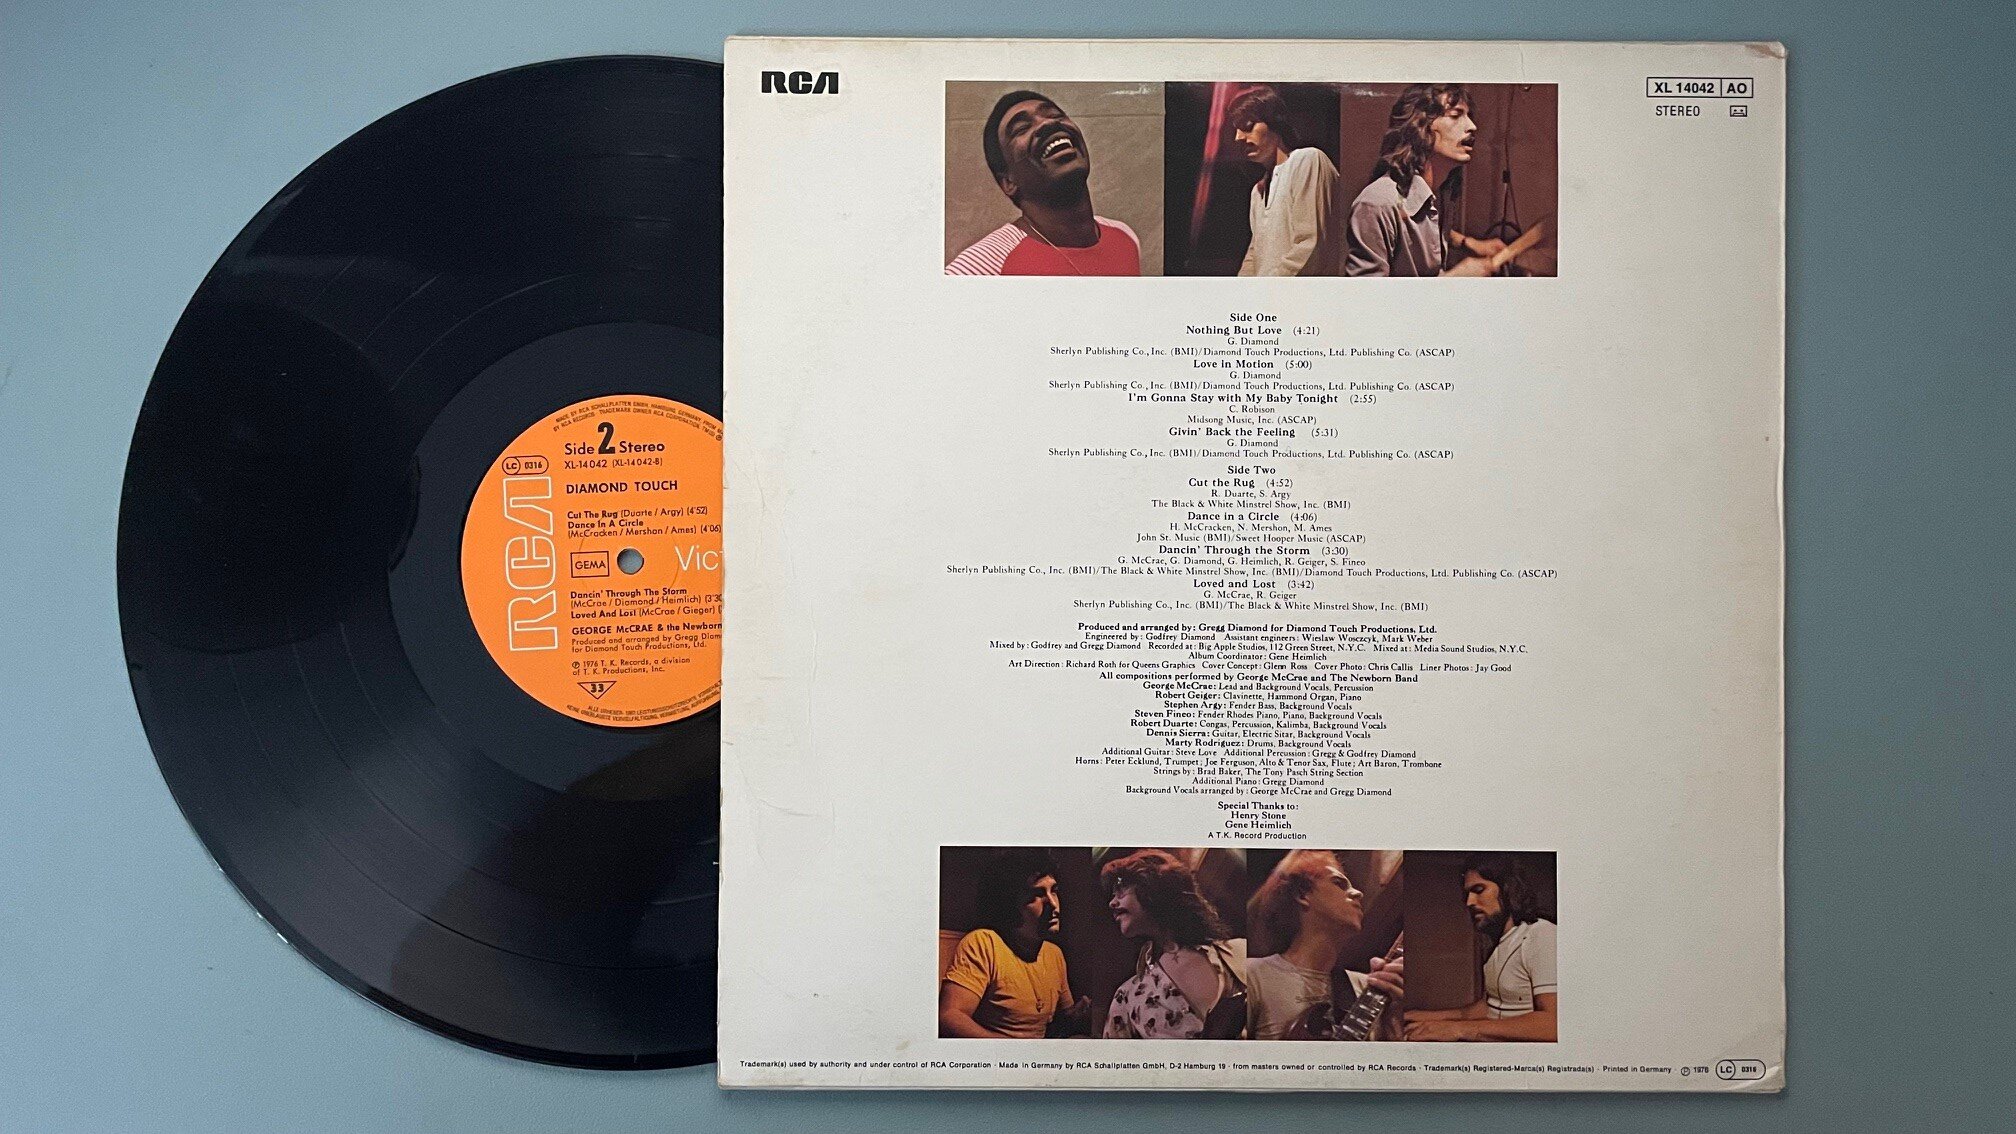 MADE BY RCA SCHALLPLATTEN GMBH, HAMBURG, GERMANY FROM
BY RCA RECORDS · TRADEMARK OWNER RCA CORPORATION
Side 2 Stereo
LC 0316
XL-14042 (XL-14042-B)
DIAMOND TOUCH
Cut The Rug (Duarte / Argy) (4'52)
Dance In A Circle
(McCracken / Mershon / Ames) (4'06)
RCA
GEMA
Vic
Dancin' Through The Storm
(McCrae / Diamond / Heimlich) (3'30
Loved And Lost (McCrae / Gieger)
GEORGE McCRAE & the Newborn
Produced and arranged by Gregg Diam
for Diamond Touch Productions, Ltd.
℗ 1976 T. K. Records, a division
of T. K. Productions, Inc.
33
RCA
XL 14042 AO
STEREO
Side One
Nothing But Love (4:21)
G. Diamond
Sherlyn Publishing Co., Inc. (BMI)/Diamond Touch Productions, Ltd. Publishing Co. (ASCAP)
Love in Motion (5:00)
G. Diamond
Sherlyn Publishing Co., Inc. (BMI)/Diamond Touch Productions, Ltd. Publishing Co. (ASCAP)
I'm Gonna Stay with My Baby Tonight (2:55)
C. Robison
Midsong Music, Inc. (ASCAP)
Givin' Back the Feeling (5:31)
G. Diamond
Sherlyn Publishing Co., Inc. (BMI)/Diamond Touch Productions, Ltd. Publishing Co. (ASCAP)
Side Two
Cut the Rug (4:52)
R. Duarte, S. Argy
The Black & White Minstrel Show, Inc. (BMI)
Dance in a Circle (4:06)
H. McCracken, N. Mershon, M. Ames
John St. Music (BMI)/Sweet Hooper Music (ASCAP)
Dancin' Through the Storm (3:30)
G. McCrae, G. Diamond, G. Heimlich, R. Geiger, S. Fineo
Sherlyn Publishing Co., Inc. (BMI)/The Black & White Minstrel Show, Inc. (BMI)/Diamond Touch Productions, Ltd. Publishing Co. (ASCAP)
Loved and Lost (3:42)
G. McCrae, R. Geiger
Sherlyn Publishing Co., Inc. (BMI)/The Black & White Minstrel Show, Inc. (BMI)
Produced and arranged by: Gregg Diamond for Diamond Touch Productions, Ltd.
Engineered by: Godfrey Diamond Assistant engineers: Wieslaw Wosczcyk, Mark Weber
Mixed by: Godfrey and Gregg Diamond Recorded at: Big Apple Studios, 112 Green Street, N.Y.C. Mixed at: Media Sound Studios, N.Y.C.
Album Coordinator: Gene Heimlich
Art Direction: Richard Roth for Queens Graphics Cover Concept: Glenn Ross Cover Photo: Chris Callis Liner Photos: Jay Good
All compositions performed by George McCrae and The Newborn Band
George McCrae: Lead and Background Vocals, Percussion
Robert Geiger: Clavinette, Hammond Organ, Piano
Stephen Argy: Fender Bass, Background Vocals
Steven Fineo: Fender Rhodes Piano, Piano, Background Vocals
Robert Duarte: Congas, Percussion, Kalimba, Background Vocals
Dennis Sierra: Guitar, Electric Sitar, Background Vocals
Marty Rodriguez: Drums, Background Vocals
Additional Guitar: Steve Love Additional Percussion: Gregg & Godfrey Diamond
Horns: Peter Ecklund, Trumpet; Joe Ferguson, Alto & Tenor Sax, Flute; Art Baron, Trombone
Strings by: Brad Baker, The Tony Pasch String Section
Additional Piano: Gregg Diamond
Background Vocals arranged by: George McCrae and Gregg Diamond
Special Thanks to:
Henry Stone
Gene Heimlich
A T.K. Record Production
Trademark(s) used by authority and under control of RCA Corporation · Made in Germany by RCA Schallplatten GmbH, D-2 Hamburg 19 · from masters owned or controlled by RCA Records · Trademark(s) Registered-Marca(s) Registrada(s) · Printed in Germany · ℗ 1976 LC 0316